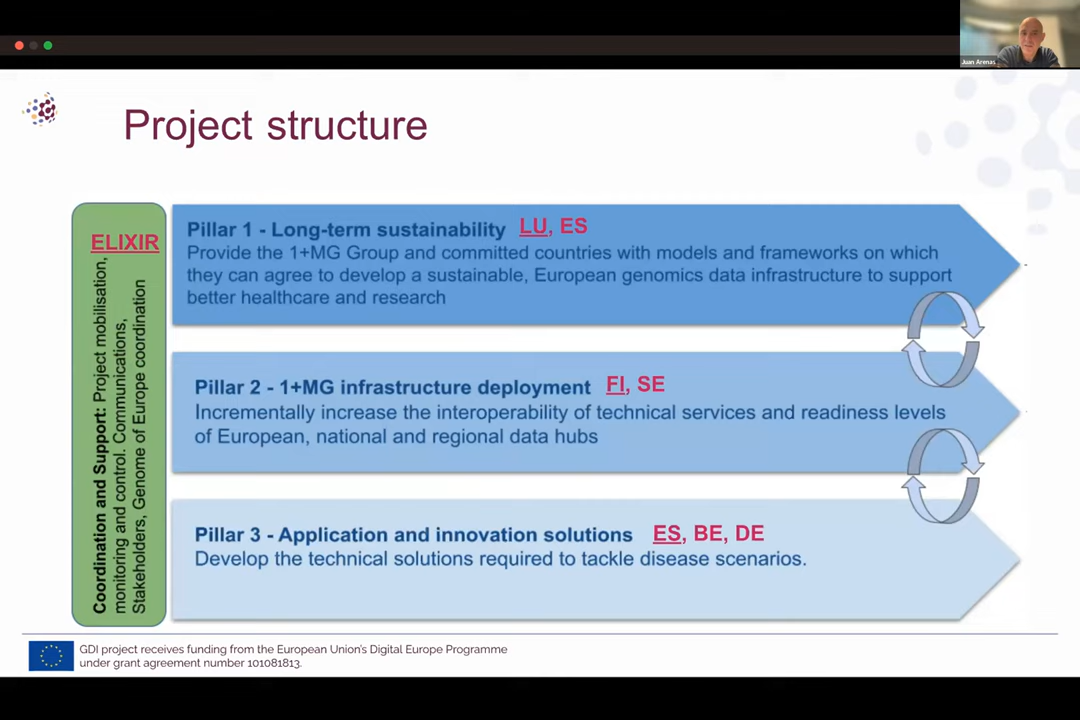 Juan Arenas
Project structure
ELIXIR
Coordination and Support: Project mobilisation,
monitoring and control. Communications,
Stakeholders, Genome of Europe coordination
Pillar 1 - Long-term sustainability LU, ES
Provide the 1+MG Group and committed countries with models and frameworks on which
they can agree to develop a sustainable, European genomics data infrastructure to support
better healthcare and research
Pillar 2 - 1+MG infrastructure deployment FI, SE
Incrementally increase the interoperability of technical services and readiness levels
of European, national and regional data hubs
Pillar 3 - Application and innovation solutions ES, BE, DE
Develop the technical solutions required to tackle disease scenarios.
GDI project receives funding from the European Union's Digital Europe Programme
under grant agreement number 101081813.